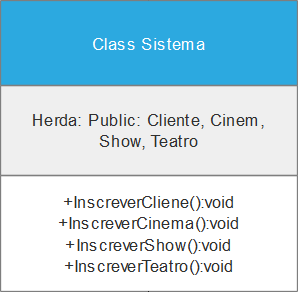 Class Sistema
Herda: Public: Cliente, Cinem,
Show, Teatro
+InscreverCliene():void
+InscreverCinema():void
+InscreverShow():void
+InscreverTeatro():void